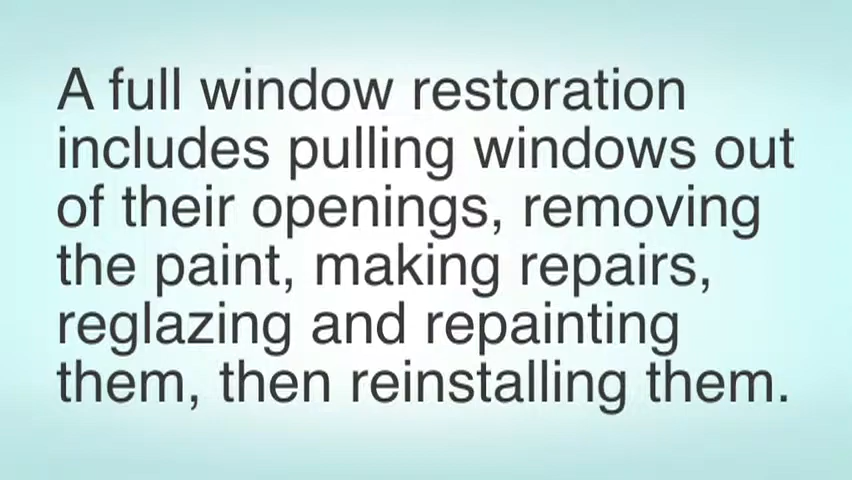 A full window restoration
includes pulling windows out
of their openings, removing
the paint, making repairs,
reglazing and repainting
them, then reinstalling them.